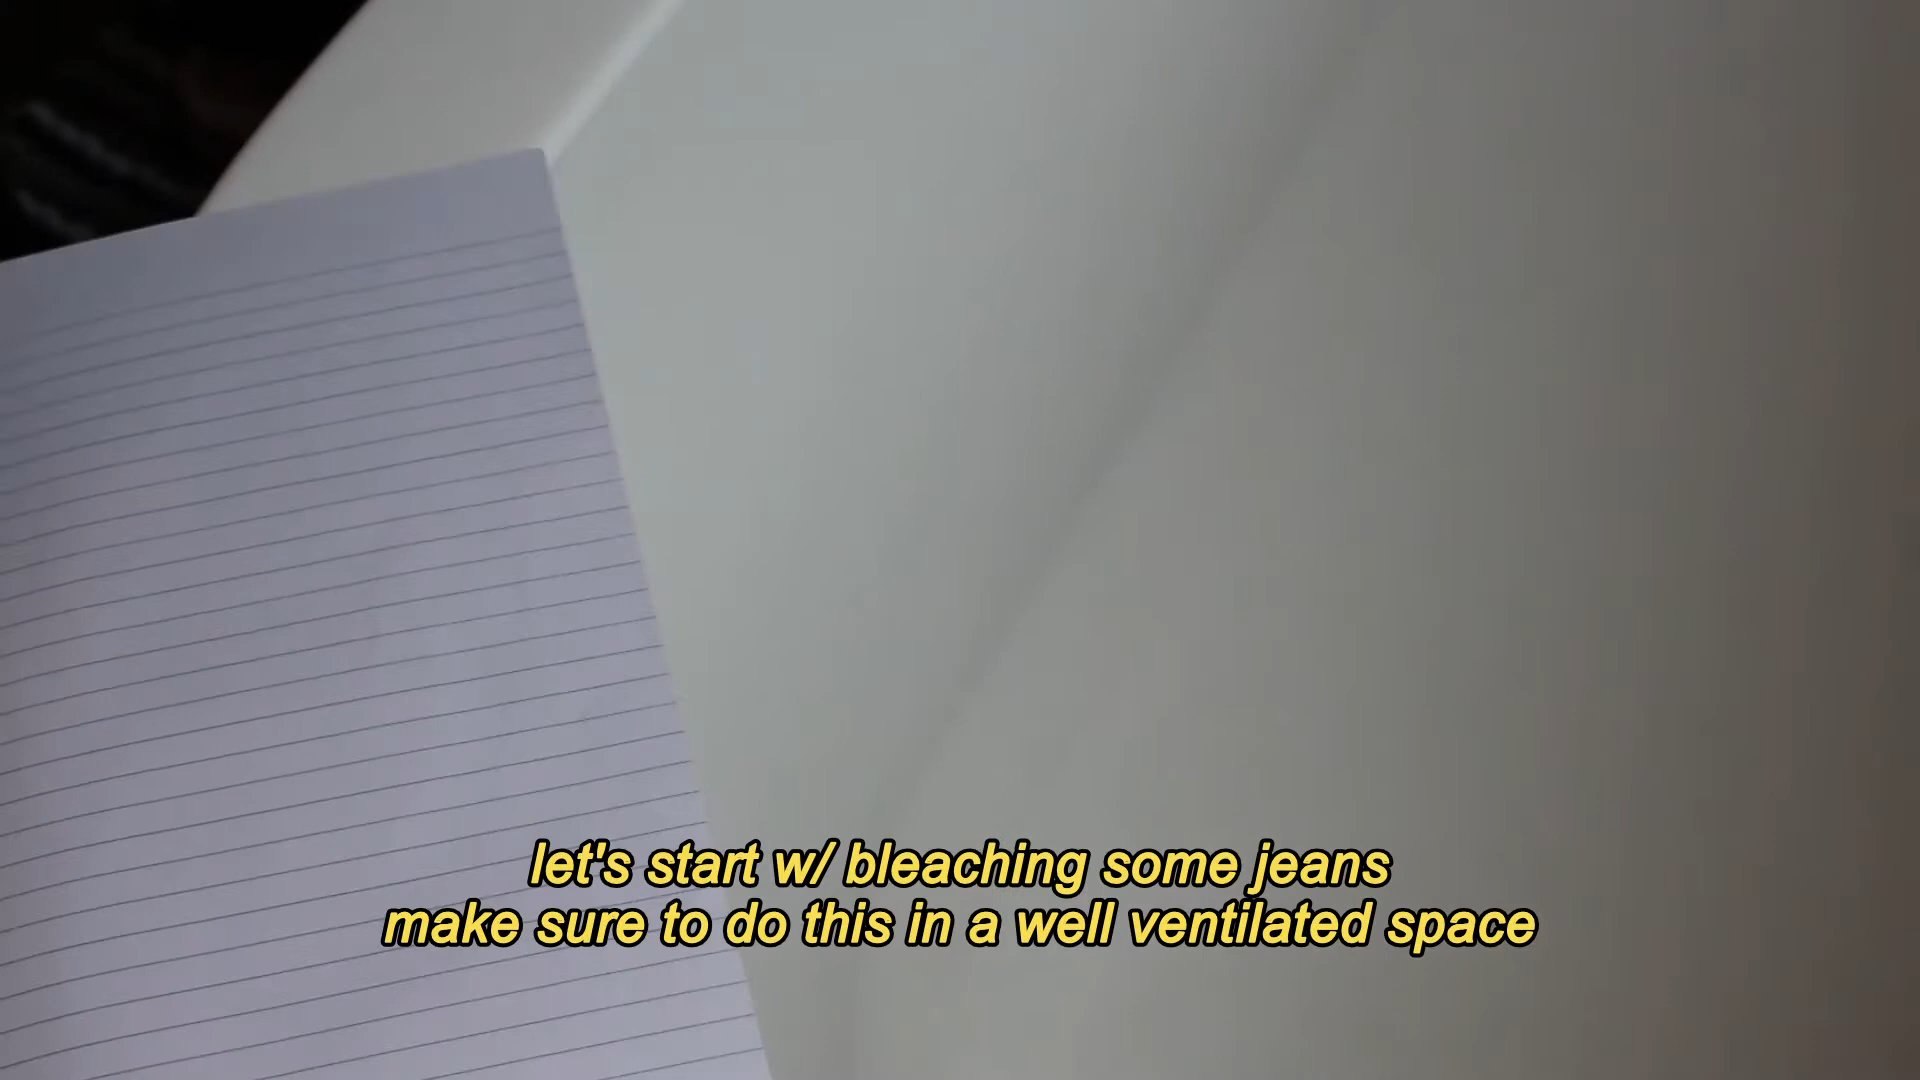 let's start w/ bleaching some jeans
make sure to do this in a well ventilated space